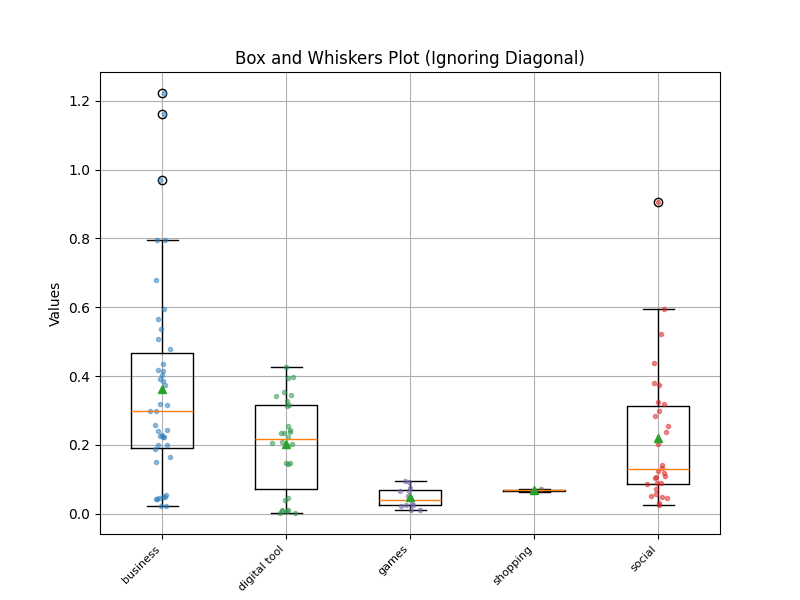 Box and Whiskers Plot (Ignoring Diagonal)
Values
1.2
1.0
0.8
0.6
0.4
0.2
0.0
business
digital tool
games
shopping
social